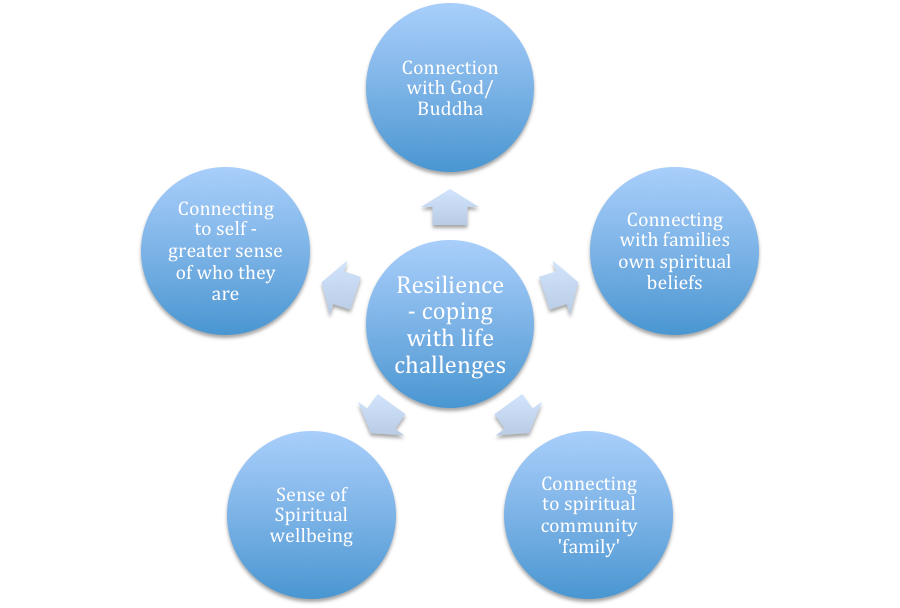 Connection
with God/
Buddha
Connecting
to self -
greater sense
of who they
are
Connecting
with families
own spiritual
beliefs
Resilience
- coping
with life
challenges
Sense of
Spiritual
wellbeing
Connecting
to spiritual
community
'family'